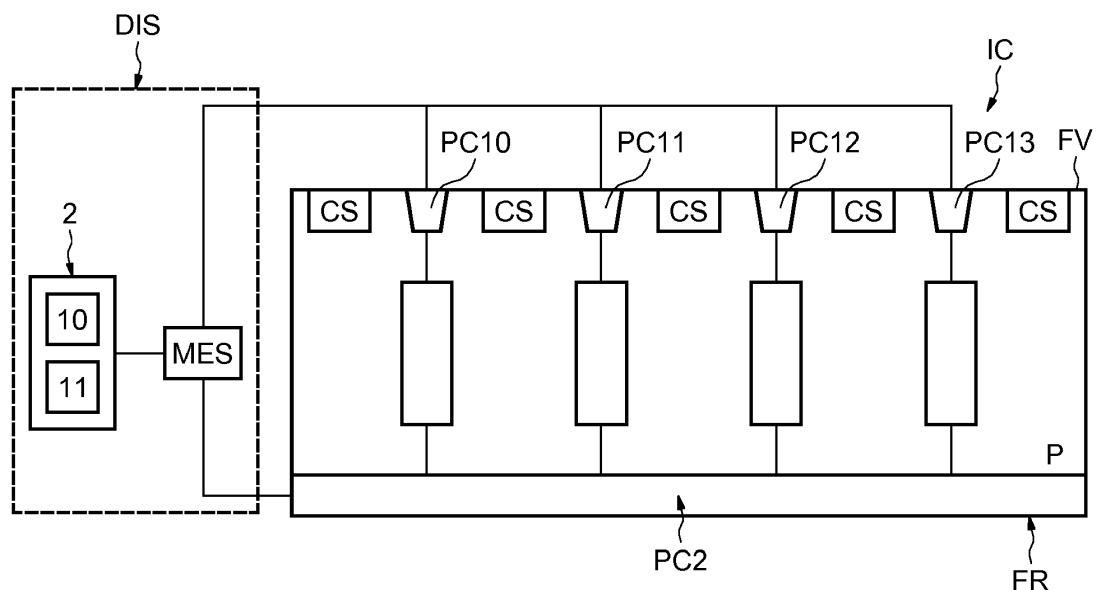 DIS
IC
PC10 PC11 PC12 PC13 FV
CS CS CS CS CS
2
10
MES
11
P
PC2
FR